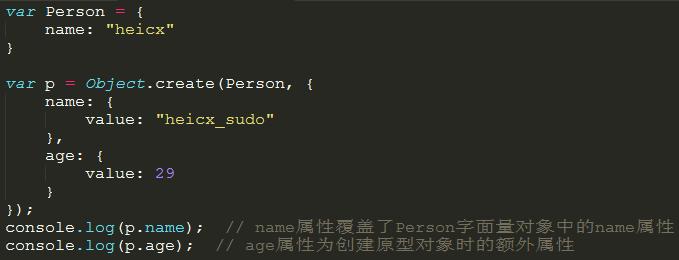 var Person = {
    name: "heicx"
}
var p = Object.create(Person, {
    name: {
        value: "heicx_sudo"
    },
    age: {
        value: 29
    }
});
console.log(p.name);  // name属性覆盖了Person字面量对象中的name属性
console.log(p.age);  // age属性为创建原型对象时的额外属性